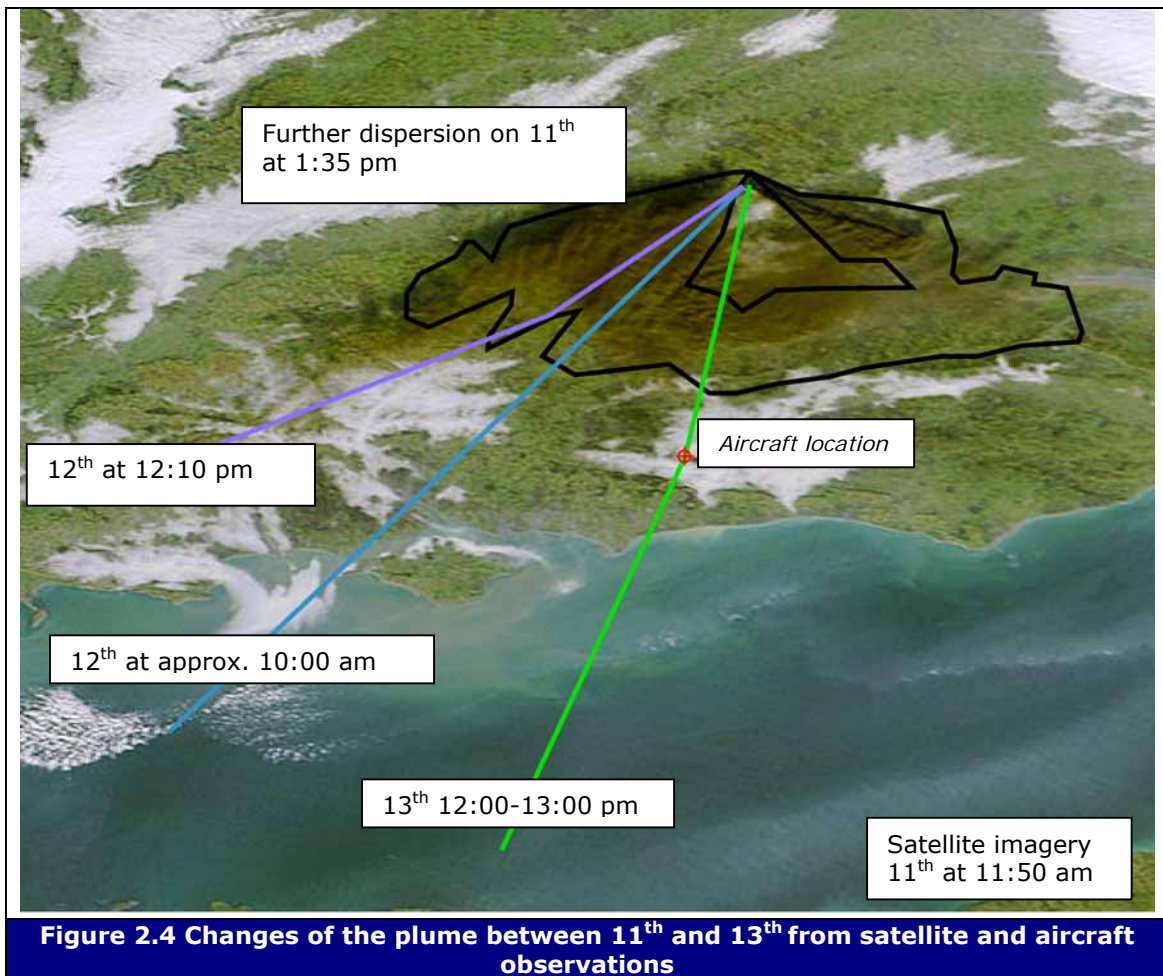 Further dispersion on 11th
at 1:35 pm
Aircraft location
12th at 12:10 pm
12th at approx. 10:00 am
13th 12:00-13:00 pm
Satellite imagery
11th at 11:50 am
Figure 2.4 Changes of the plume between 11th and 13th from satellite and aircraft
observations